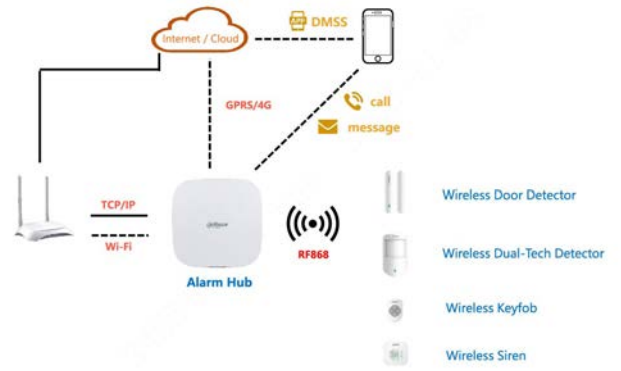 APP DMSS
Internet / Cloud
GPRS/4G
call
message
TCP/IP
Wi-Fi
alhua
RF868
Alarm Hub
Wireless Door Detector
Wireless Dual-Tech Detector
Wireless Keyfob
Wireless Siren